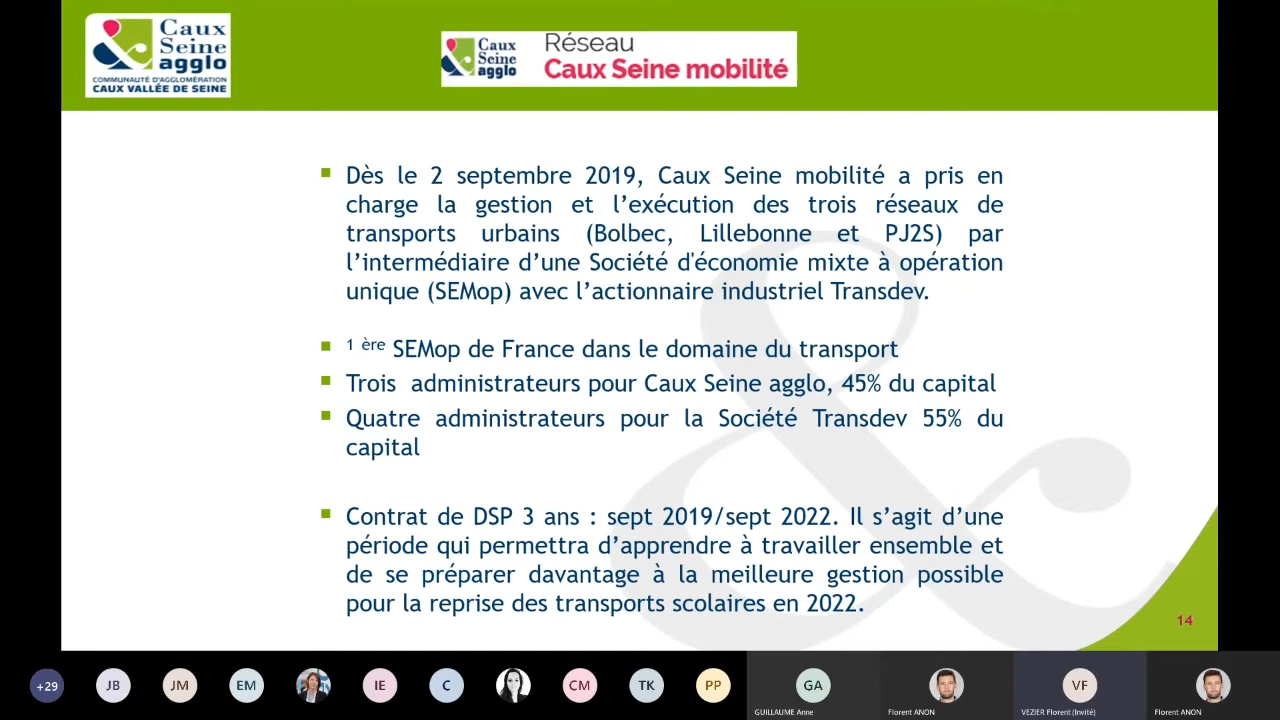 Caux
Seine
agglo
COMMUNAUTÉ D'AGGLOMÉRATION
CAUX VALLÉE DE SEINE
Caux
Seine
agglo
Réseau
Caux Seine mobilité
Dès le 2 septembre 2019, Caux Seine mobilité a pris en
charge la gestion et l’exécution des trois réseaux de
transports urbains (Bolbec, Lillebonne et PJ2S) par
l’intermédiaire d’une Société d'économie mixte à opération
unique (SEMop) avec l’actionnaire industriel Transdev.
1 ère SEMop de France dans le domaine du transport
Trois administrateurs pour Caux Seine agglo, 45% du capital
Quatre administrateurs pour la Société Transdev 55% du
capital
Contrat de DSP 3 ans : sept 2019/sept 2022. Il s’agit d’une
période qui permettra d’apprendre à travailler ensemble et
de se préparer davantage à la meilleure gestion possible
pour la reprise des transports scolaires en 2022.
14
+29 JB JM EM IE C CM TK PP GA VF
GUILLAUME Anne Florent ANON VEZIER Florent (Invité) Florent ANON